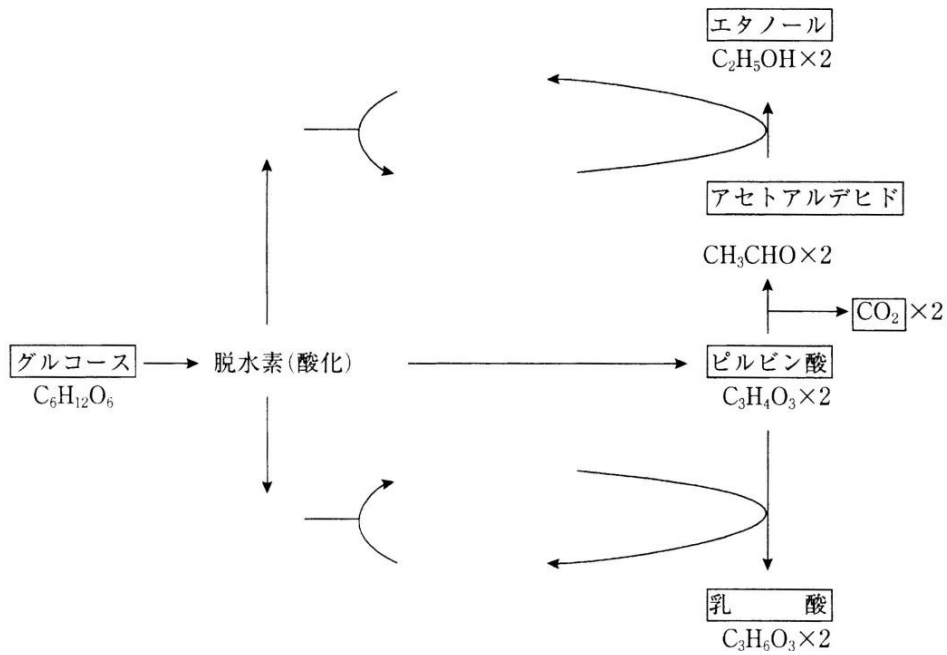 エタノール
C₂H₅OH×2
アセトアルデヒド
CH₃CHO×2
CO₂ ×2
グルコース
C₆H₁₂O₆
脱水素(酸化)
ピルビン酸
C₃H₄O₃×2
乳 酸
C₃H₆O₃×2